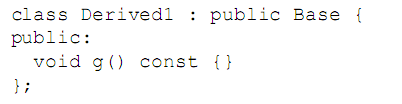 class Derived1 : public Base {
public:
  void g() const {}
};